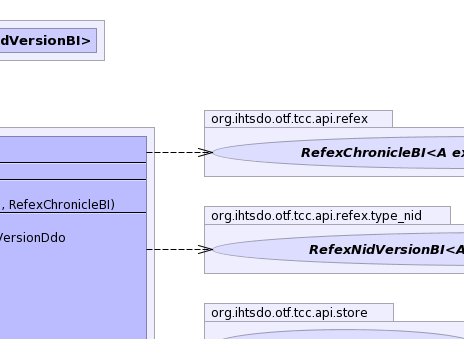 dVersionBI>
org.ihtsdo.otf.tcc.api.refex
RefexChronicleBI<A ex
, RefexChronicleBI)
org.ihtsdo.otf.tcc.api.refex.type_nid
VersionDdo
RefexNidVersionBI<A
org.ihtsdo.otf.tcc.api.store